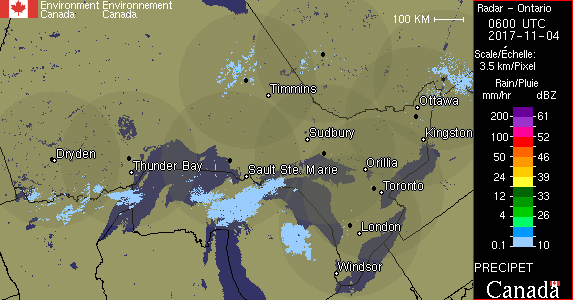 Environment Environnement
Canada Canada
100 KM
Timmins
Ottawa
Sudbury
Kingston
Dryden
Thunder Bay
Sault Ste. Marie
Orillia
Toronto
London
Windsor
Radar - Ontario
0600 UTC
2017-11-04
Scale/Échelle:
3.5 km/Pixel
Rain/Pluie
mm/hr dBZ
200 61
100 52
50 46
24 39
12 33
4 26
0.1 10
PRECIPET
Canada